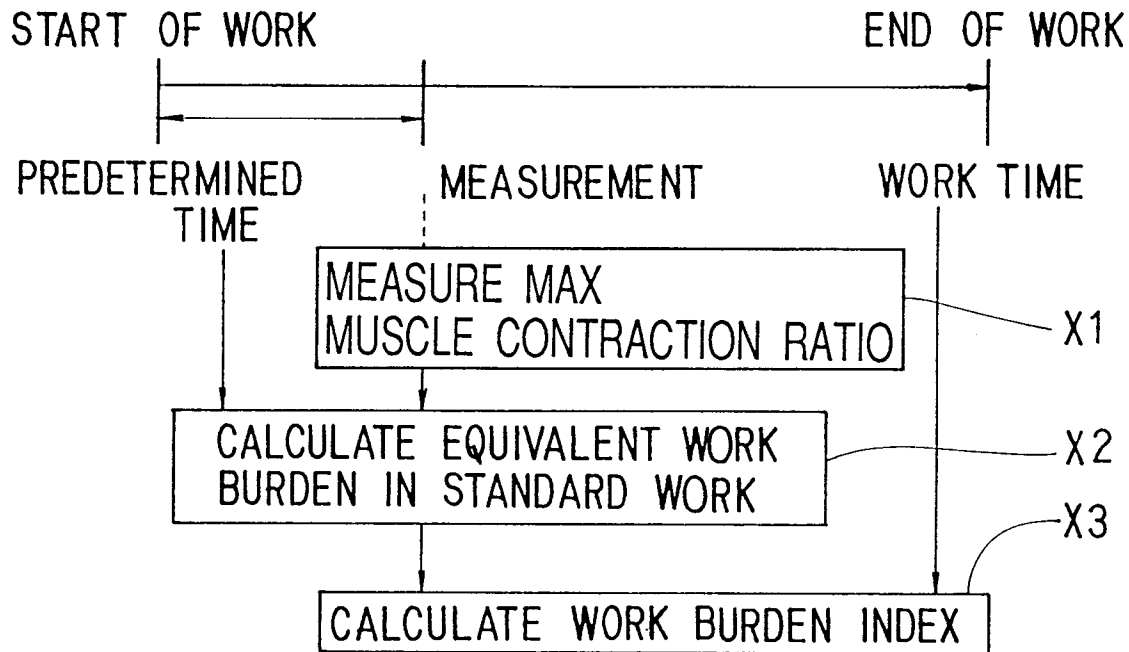 START OF WORK
END OF WORK
PREDETERMINED
TIME
MEASUREMENT
WORK TIME
MEASURE MAX
MUSCLE CONTRACTION RATIO
X1
CALCULATE EQUIVALENT WORK
BURDEN IN STANDARD WORK
X2
X3
CALCULATE WORK BURDEN INDEX